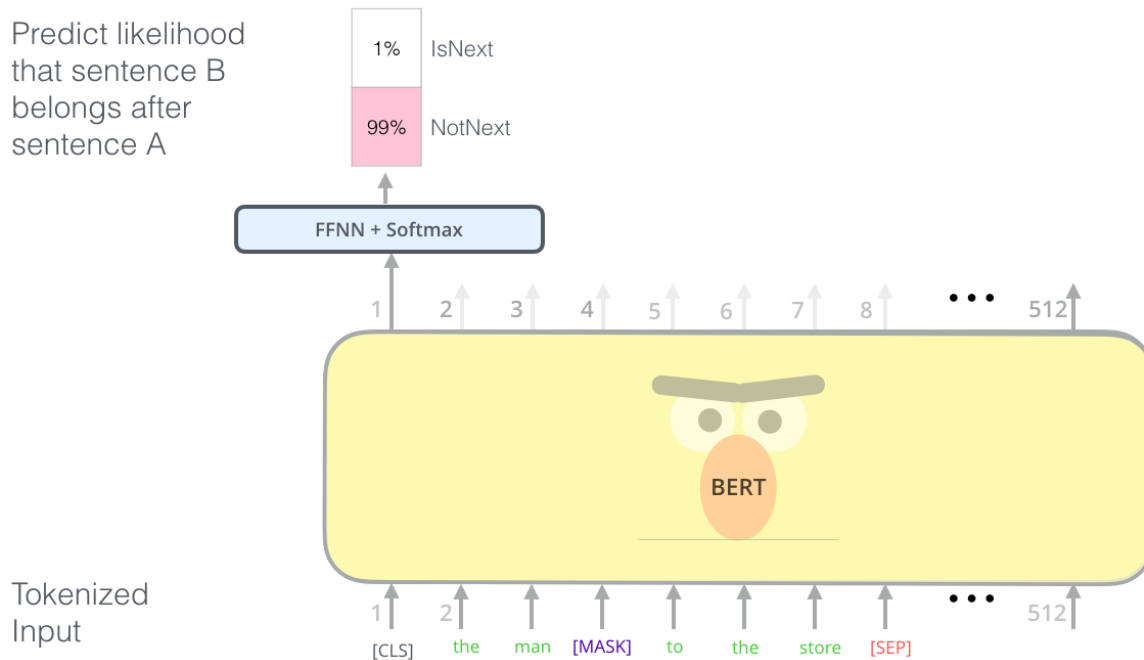 Predict likelihood
that sentence B
belongs after
sentence A
1% IsNext
99% NotNext
FFNN + Softmax
1 2 3 4 5 6 7 8 ••• 512
BERT
Tokenized
Input
1 2 ••• 512
[CLS] the man [MASK] to the store [SEP]